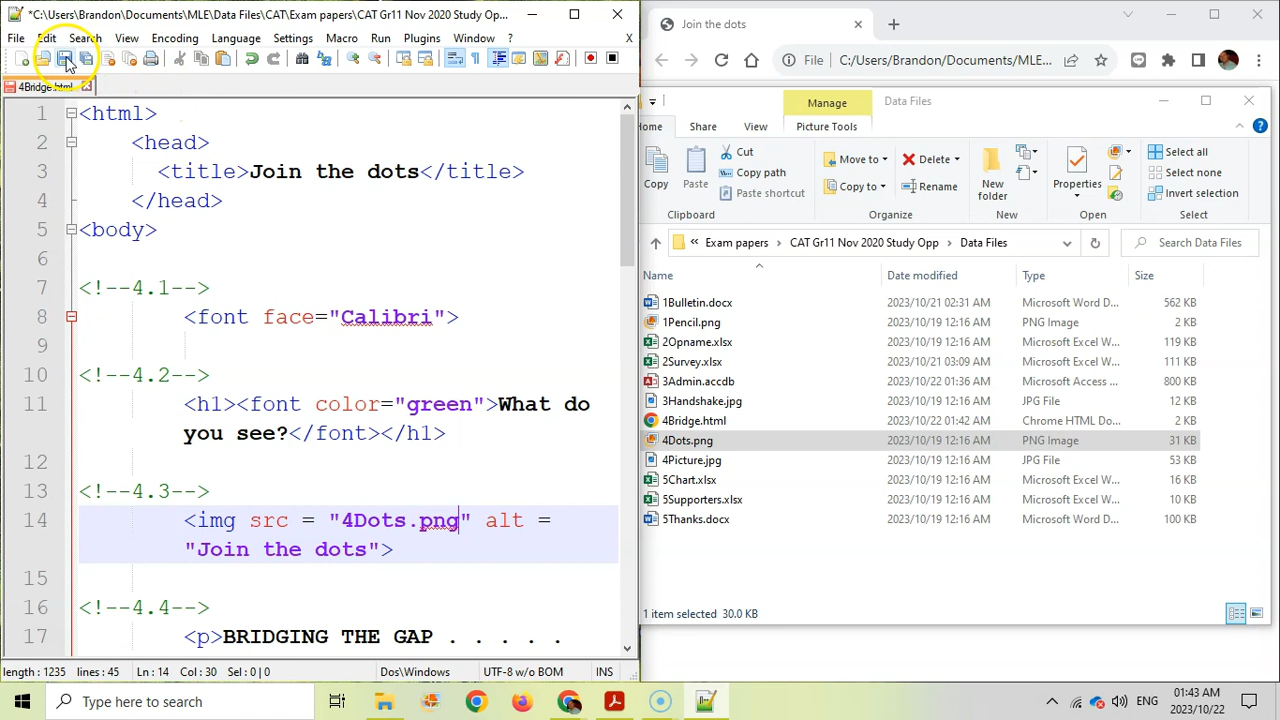 *C:\Users\Brandon\Documents\MLE\Data Files\CAT\Exam papers\CAT Gr11 Nov 2020 Study Opp...
File Edit Search View Encoding Language Settings Macro Run Plugins Window ? X
4Bridge.html
1 <html>
2 <head>
3 <title>Join the dots</title>
4 </head>
5 <body>
6
7 <!--4.1-->
8 <font face="Calibri">
9
10 <!--4.2-->
11 <h1><font color="green">What do
you see?</font></h1>
12
13 <!--4.3-->
14 <img src = "4Dots.png" alt =
"Join the dots">
15
16 <!--4.4-->
17 <p>BRIDGING THE GAP . . . . .
length : 1235 lines : 45 Ln : 14 Col : 30 Sel : 0 | 0 Dos\Windows UTF-8 w/o BOM INS
Join the dots
File C:/Users/Brandon/Documents/MLE...
Manage Data Files
Home Share View Picture Tools
Copy Paste Cut Copy path Paste shortcut
Clipboard
Move to Copy to Delete Rename
Organize
New folder
New
Properties
Open
Select all
Select none
Invert selection
Select
« Exam papers > CAT Gr11 Nov 2020 Study Opp > Data Files
Search Data Files
Name Date modified Type Size
1Bulletin.docx 2023/10/21 02:31 AM Microsoft Word D... 562 KB
1Pencil.png 2023/10/19 12:16 AM PNG Image 2 KB
2Opname.xlsx 2023/10/19 12:16 AM Microsoft Excel W... 119 KB
2Survey.xlsx 2023/10/21 03:09 AM Microsoft Excel W... 111 KB
3Admin.accdb 2023/10/22 01:36 AM Microsoft Access ... 800 KB
3Handshake.jpg 2023/10/19 12:16 AM JPG File 12 KB
4Bridge.html 2023/10/22 01:42 AM Chrome HTML Do... 2 KB
4Dots.png 2023/10/19 12:16 AM PNG Image 31 KB
4Picture.jpg 2023/10/19 12:16 AM JPG File 53 KB
5Chart.xlsx 2023/10/19 12:16 AM Microsoft Excel W... 16 KB
5Supporters.xlsx 2023/10/19 12:16 AM Microsoft Excel W... 10 KB
5Thanks.docx 2023/10/19 12:16 AM Microsoft Word D... 27 KB
1 item selected 30.0 KB
Type here to search
01:43 AM
2023/10/22